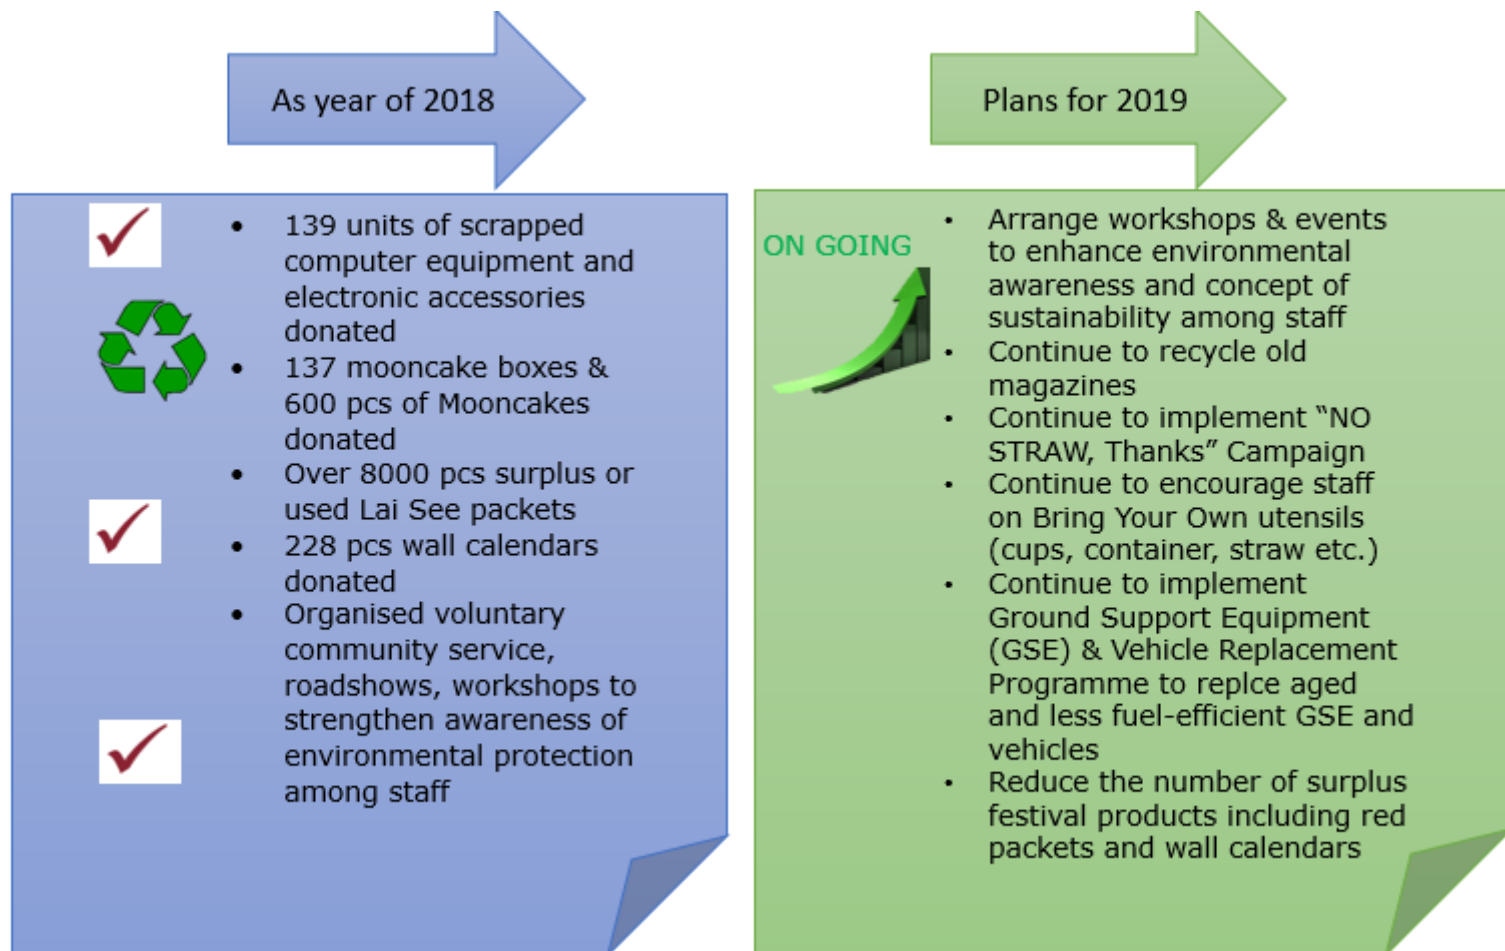 As year of 2018
• 139 units of scrapped
computer equipment and
electronic accessories
donated
• 137 mooncake boxes &
600 pcs of Mooncakes
donated
• Over 8000 pcs surplus or
used Lai See packets
• 228 pcs wall calendars
donated
• Organised voluntary
community service,
roadshows, workshops to
strengthen awareness of
environmental protection
among staff
Plans for 2019
ON GOING
• Arrange workshops & events
to enhance environmental
awareness and concept of
sustainability among staff
• Continue to recycle old
magazines
• Continue to implement “NO
STRAW, Thanks” Campaign
• Continue to encourage staff
on Bring Your Own utensils
(cups, container, straw etc.)
• Continue to implement
Ground Support Equipment
(GSE) & Vehicle Replacement
Programme to replce aged
and less fuel-efficient GSE and
vehicles
• Reduce the number of surplus
festival products including red
packets and wall calendars